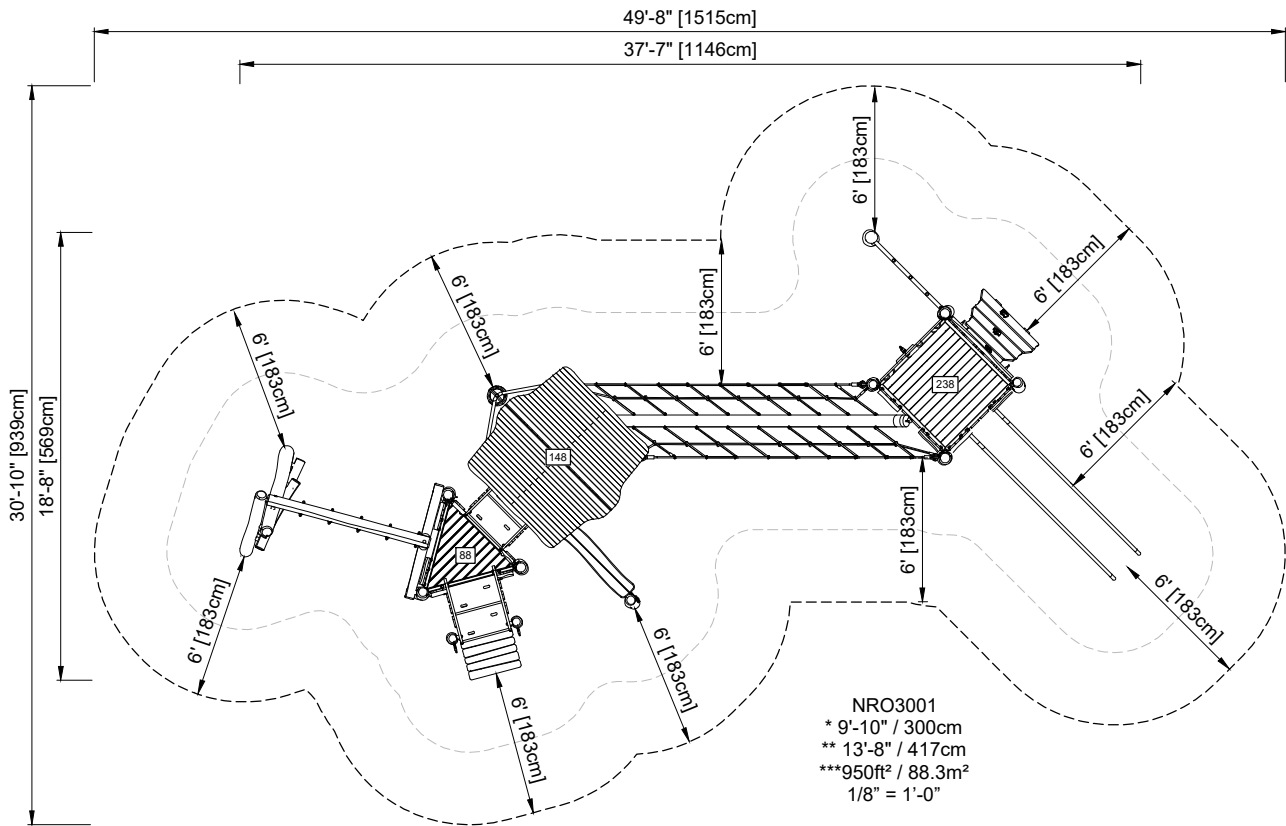 49'-8" [1515cm]
37'-7" [1146cm]
30'-10" [939cm]
18'-8" [569cm]
6' [183cm]
6' [183cm]
6' [183cm]
6' [183cm]
6' [183cm]
238
6' [183cm]
148
88
6' [183cm]
6' [183cm]
6' [183cm]
6' [183cm]
6' [183cm]
NRO3001
* 9'-10" / 300cm
** 13'-8" / 417cm
***950ft² / 88.3m²
1/8” = 1’-0”